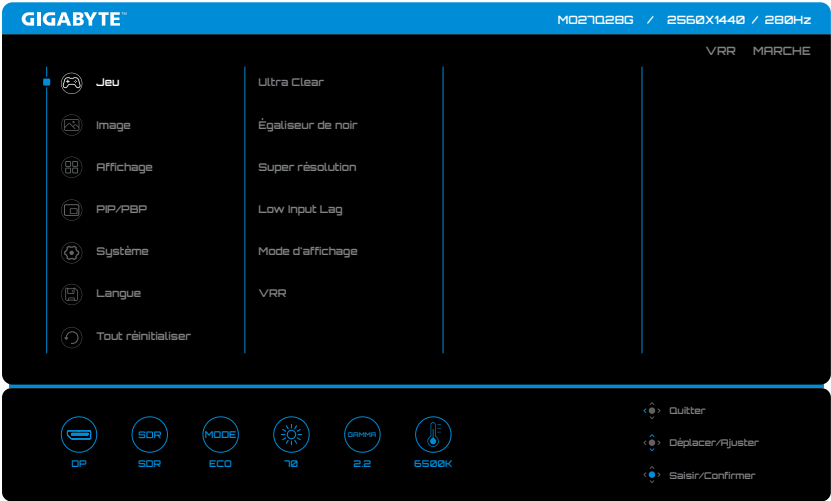 GIGABYTE™
MO27Q28G / 2560X1440 / 280Hz
VRR MARCHE
Jeu
Image
Affichage
PIP/PBP
Système
Langue
Tout réinitialiser
Ultra Clear
Égaliseur de noir
Super résolution
Low Input Lag
Mode d'affichage
VRR
SDR
MODE
GAMMA
DP
SDR
ECO
70
2.2
6500K
Quitter
Déplacer/Ajuster
Saisir/Confirmer